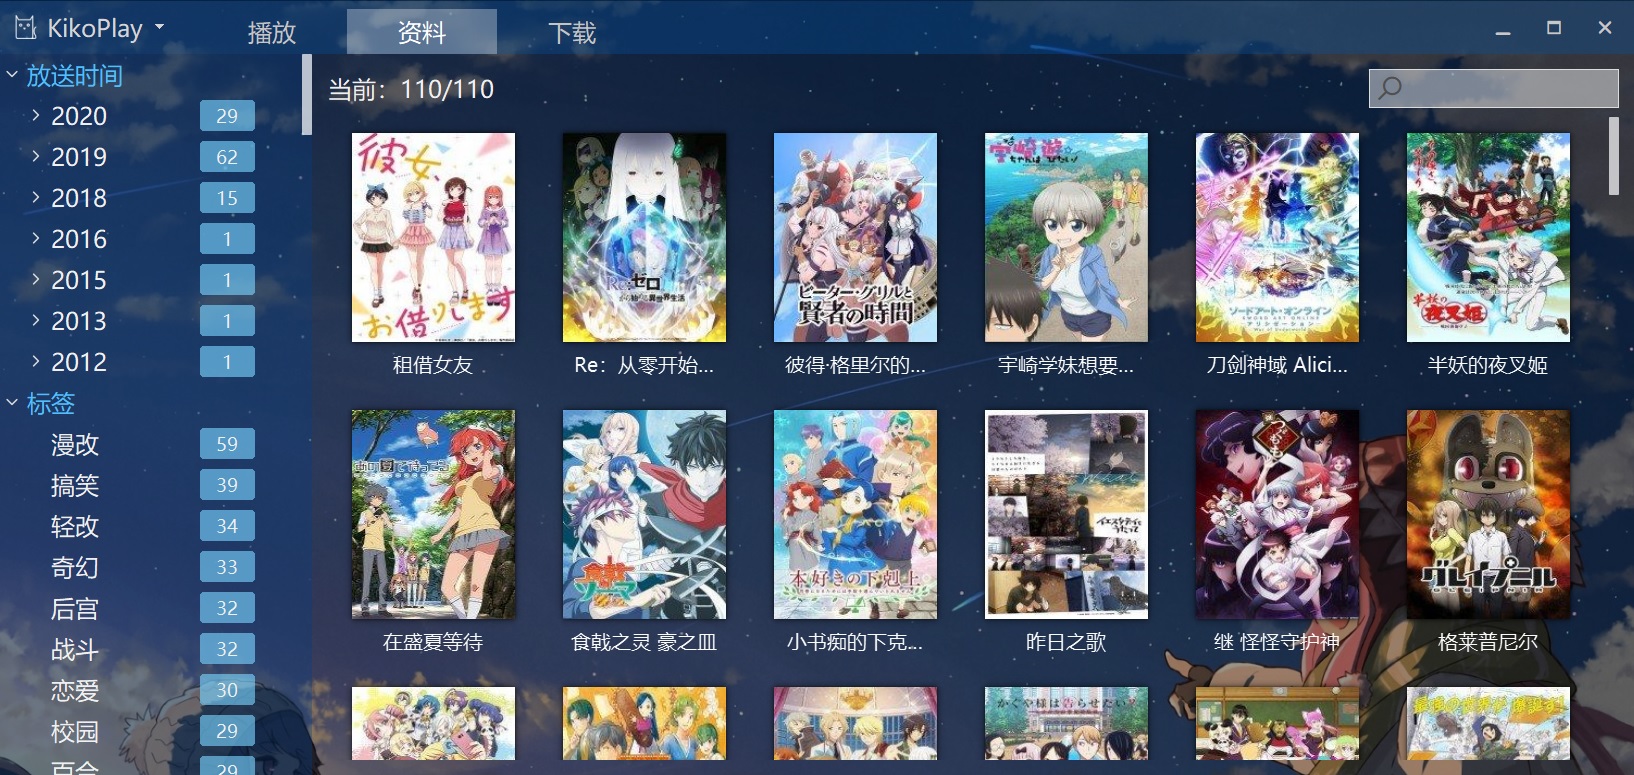 KikoPlay
播放
资料
下载
放送时间
2020 29
2019 62
2018 15
2016 1
2015 1
2013 1
2012 1
标签
漫改 59
搞笑 39
轻改 34
奇幻 33
后宫 32
战斗 32
恋爱 30
校园 29
百合 29
当前：110/110
彼女、
お借りします
Re:ゼロ
から始める異世界生活
ピーター・グリルと
賢者の時間
宇崎
ちゃんは
遊びたい!
ソードアート・オンライン
SWORD ART ONLINE
アリシゼーション
半妖の
夜叉姫
租借女友
Re：从零开始...
彼得·格里尔的...
宇崎学妹想要...
刀剑神域 Alici...
半妖的夜叉姬
あの夏で待ってる
食戟の
ソーマ
本好きの下剋上
イエスタデイを
うたって
つぐもも
グレイプニル
在盛夏等待
食戟之灵 豪之皿
小书痴的下克...
昨日之歌
继 怪怪守护神
格莱普尼尔
かぐや様は告らせたい?